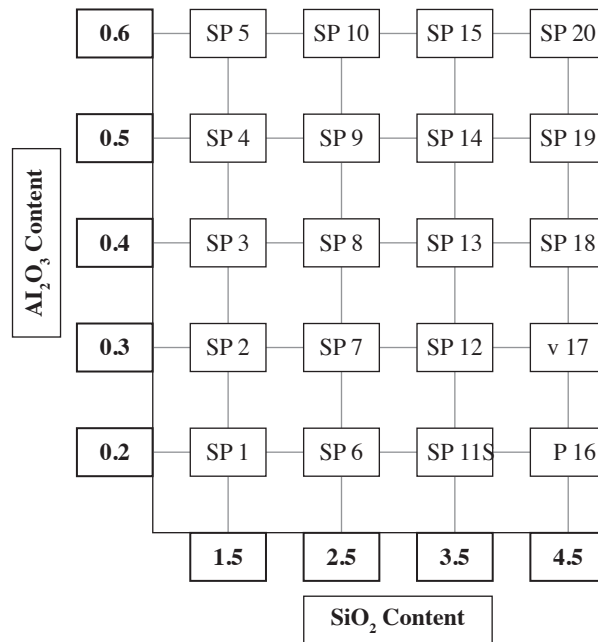 0.6 SP 5 SP 10 SP 15 SP 20
0.5 SP 4 SP 9 SP 14 SP 19
Al₂O₃ Content
0.4 SP 3 SP 8 SP 13 SP 18
0.3 SP 2 SP 7 SP 12 v 17
0.2 SP 1 SP 6 SP 11S P 16
1.5 2.5 3.5 4.5
SiO₂ Content